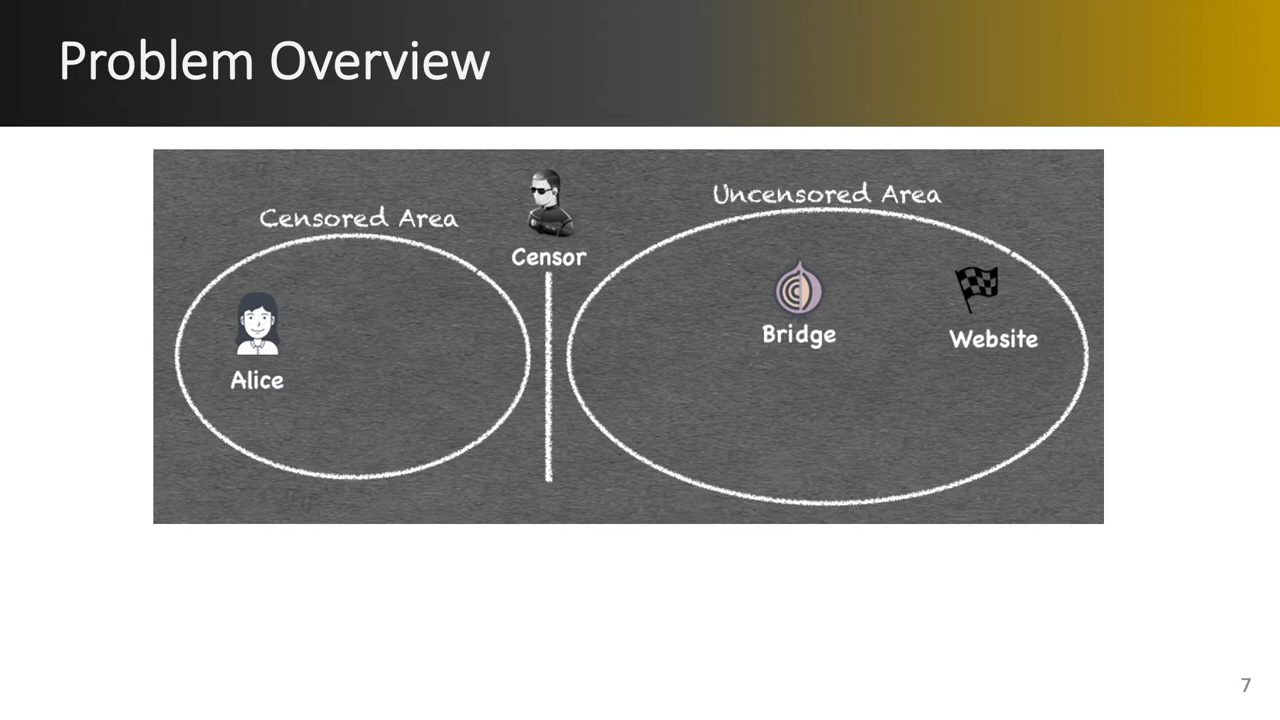 Problem Overview
Censored Area
Censor
Uncensored Area
Alice
Bridge
Website
7